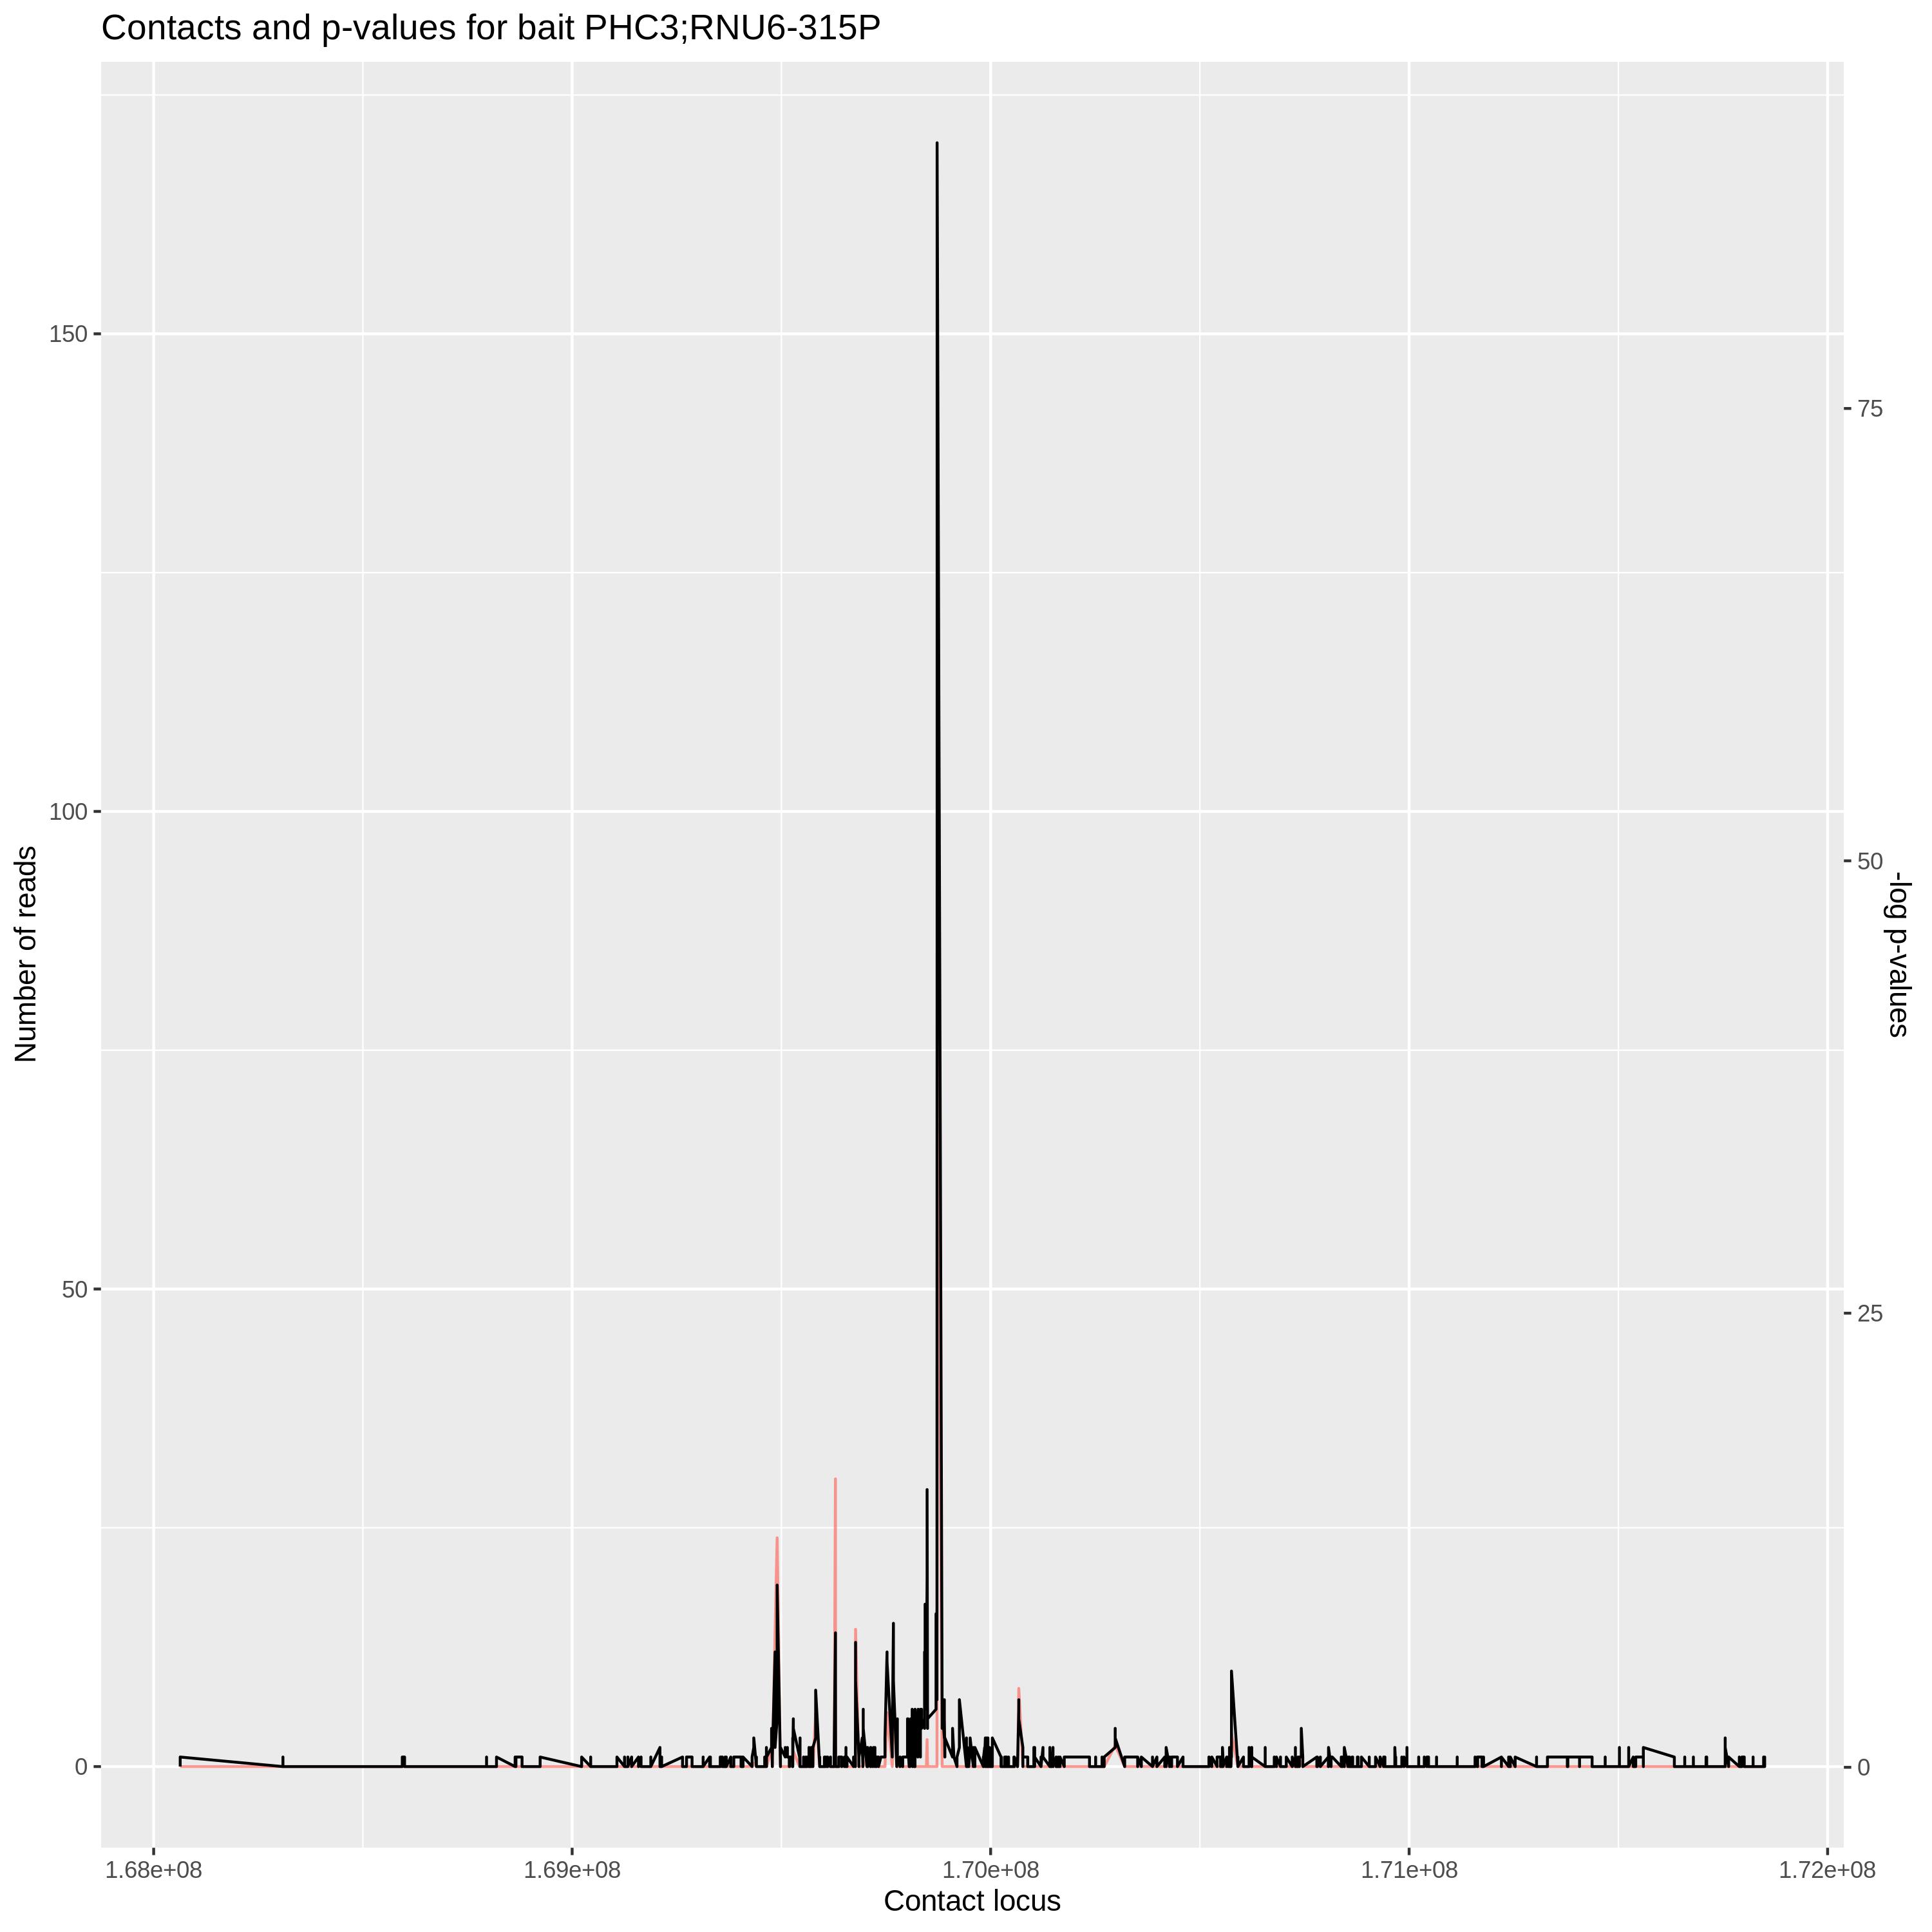 Contacts and p-values for bait PHC3;RNU6-315P
150
100
50
0
75
50
25
0
Number of reads
-log p-values
1.68e+08
1.69e+08
1.70e+08
1.71e+08
1.72e+08
Contact locus